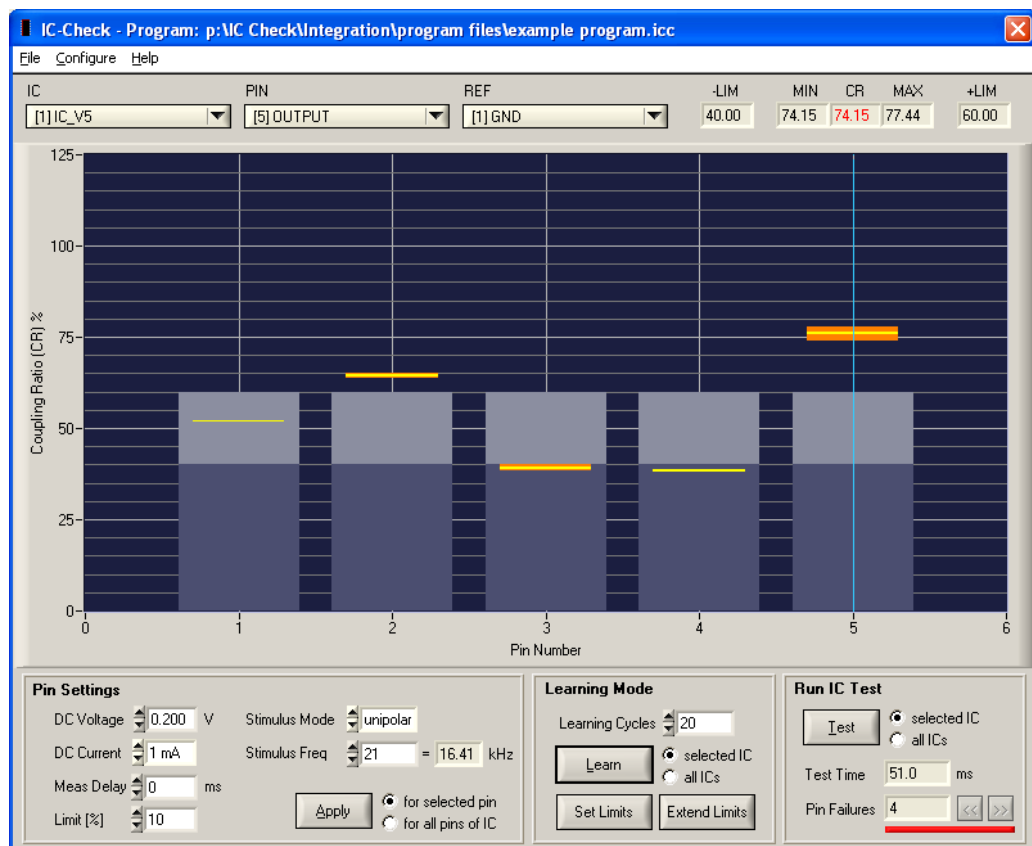 IC-Check - Program: p:\IC Check\Integration\program files\example program.icc
File Configure Help
IC PIN REF -LIM MIN CR MAX +LIM
[1] IC_V5 [5] OUTPUT [1] GND 40.00 74.15 74.15 77.44 60.00
125
100
75
50
25
0
Coupling Ratio (CR) %
0 1 2 3 4 5 6
Pin Number
Pin Settings
DC Voltage 0.200 V Stimulus Mode unipolar
DC Current 1 mA Stimulus Freq 21 = 16.41 kHz
Meas Delay 0 ms
Limit [%] 10
Apply
for selected pin
for all pins of IC
Learning Mode
Learning Cycles 20
Learn
selected IC
all ICs
Set Limits Extend Limits
Run IC Test
Test
selected IC
all ICs
Test Time 51.0 ms
Pin Failures 4 << >>